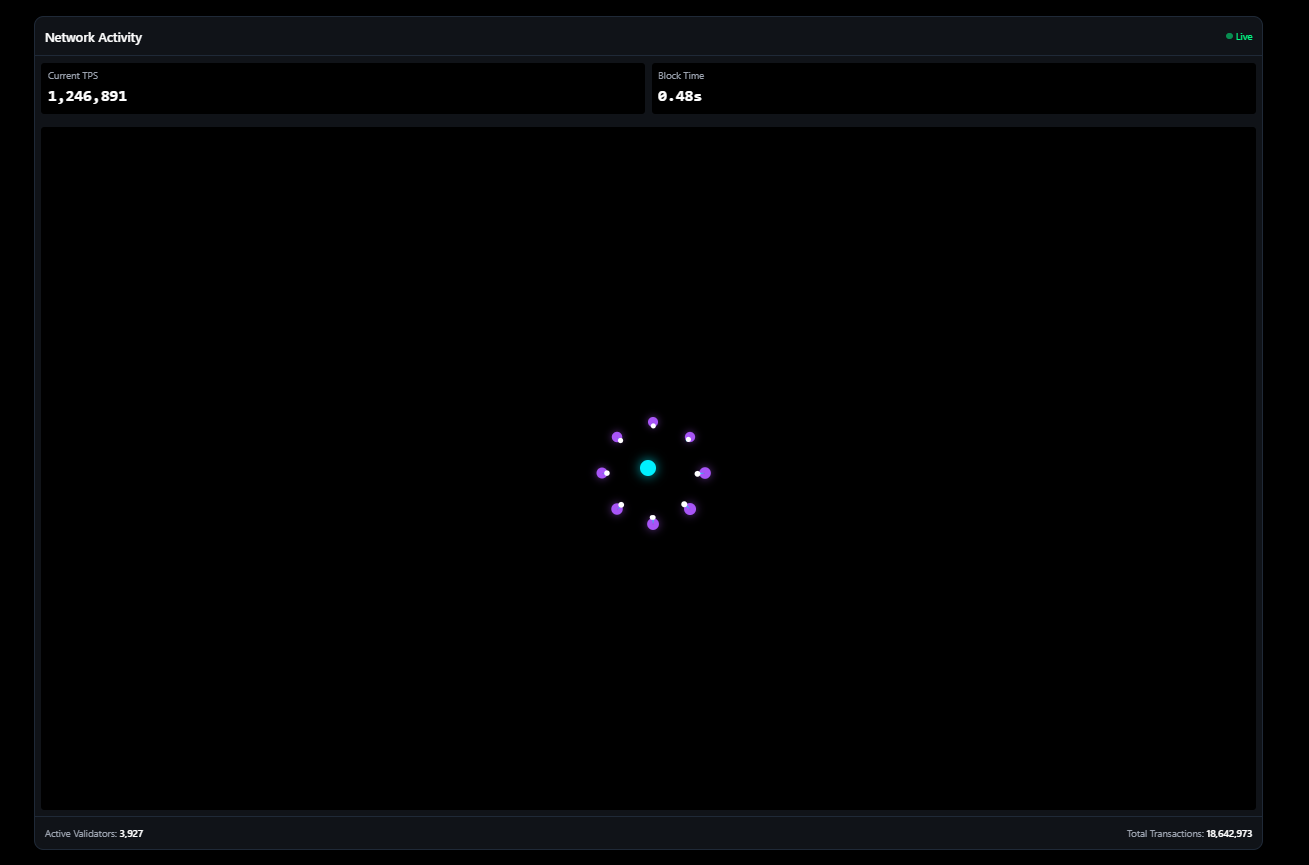 Network Activity
Live
Current TPS
1,246,891
Block Time
0.48s
Active Validators: 3,927
Total Transactions: 18,642,973